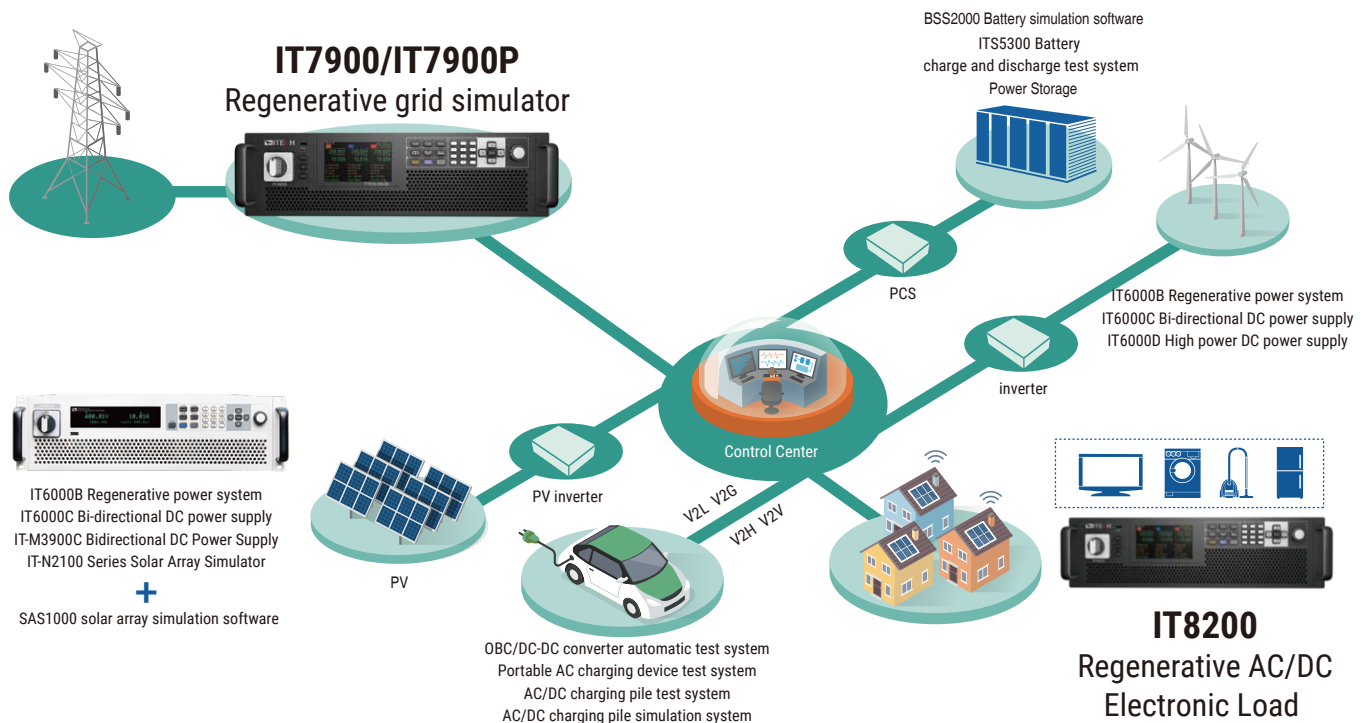 IT7900/IT7900P
Regenerative grid simulator
ITECH
BSS2000 Battery simulation software
ITS5300 Battery
charge and discharge test system
Power Storage
PCS
IT6000B Regenerative power system
IT6000C Bi-directional DC power supply
IT6000D High power DC power supply
inverter
Control Center
PV inverter
PV
V2L V2G
V2H V2V
IT6000B Regenerative power system
IT6000C Bi-directional DC power supply
IT-M3900C Bidirectional DC Power Supply
IT-N2100 Series Solar Array Simulator
+
SAS1000 solar array simulation software
OBC/DC-DC converter automatic test system
Portable AC charging device test system
AC/DC charging pile test system
AC/DC charging pile simulation system
ITECH
IT8200
Regenerative AC/DC
Electronic Load